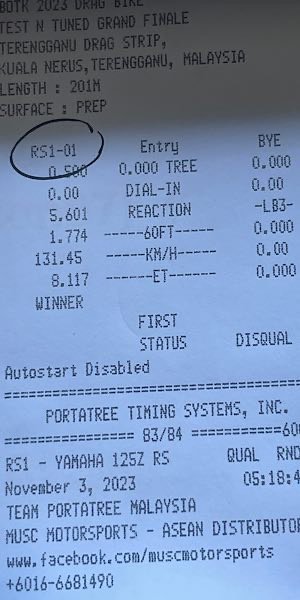 BOTK 2023 DRAG BIKE
TEST N TUNED GRAND FINALE
TERENGGANU DRAG STRIP,
KUALA NERUS,TERENGGANU, MALAYSIA
LENGTH : 201M
SURFACE : PREP
RS1-01 Entry BYE
0.500 0.000 TREE 0.000
0.00 DIAL-IN 0.00
5.601 REACTION -LB3-
1.774 -----60FT----- 0.000
131.45 -----KM/H----- 0.00
8.117 -------ET------ 0.000
WINNER
FIRST
STATUS DISQUAL
Autostart Disabled
PORTATREE TIMING SYSTEMS, INC.
================ 83/84 ===========60
RS1 - YAMAHA 125Z RS QUAL RND
November 3, 2023 05:18:4
TEAM PORTATREE MALAYSIA
MUSC MOTORSPORTS - ASEAN DISTRIBUTO
www.facebook.com/muscmotorsports
+6016-6681490